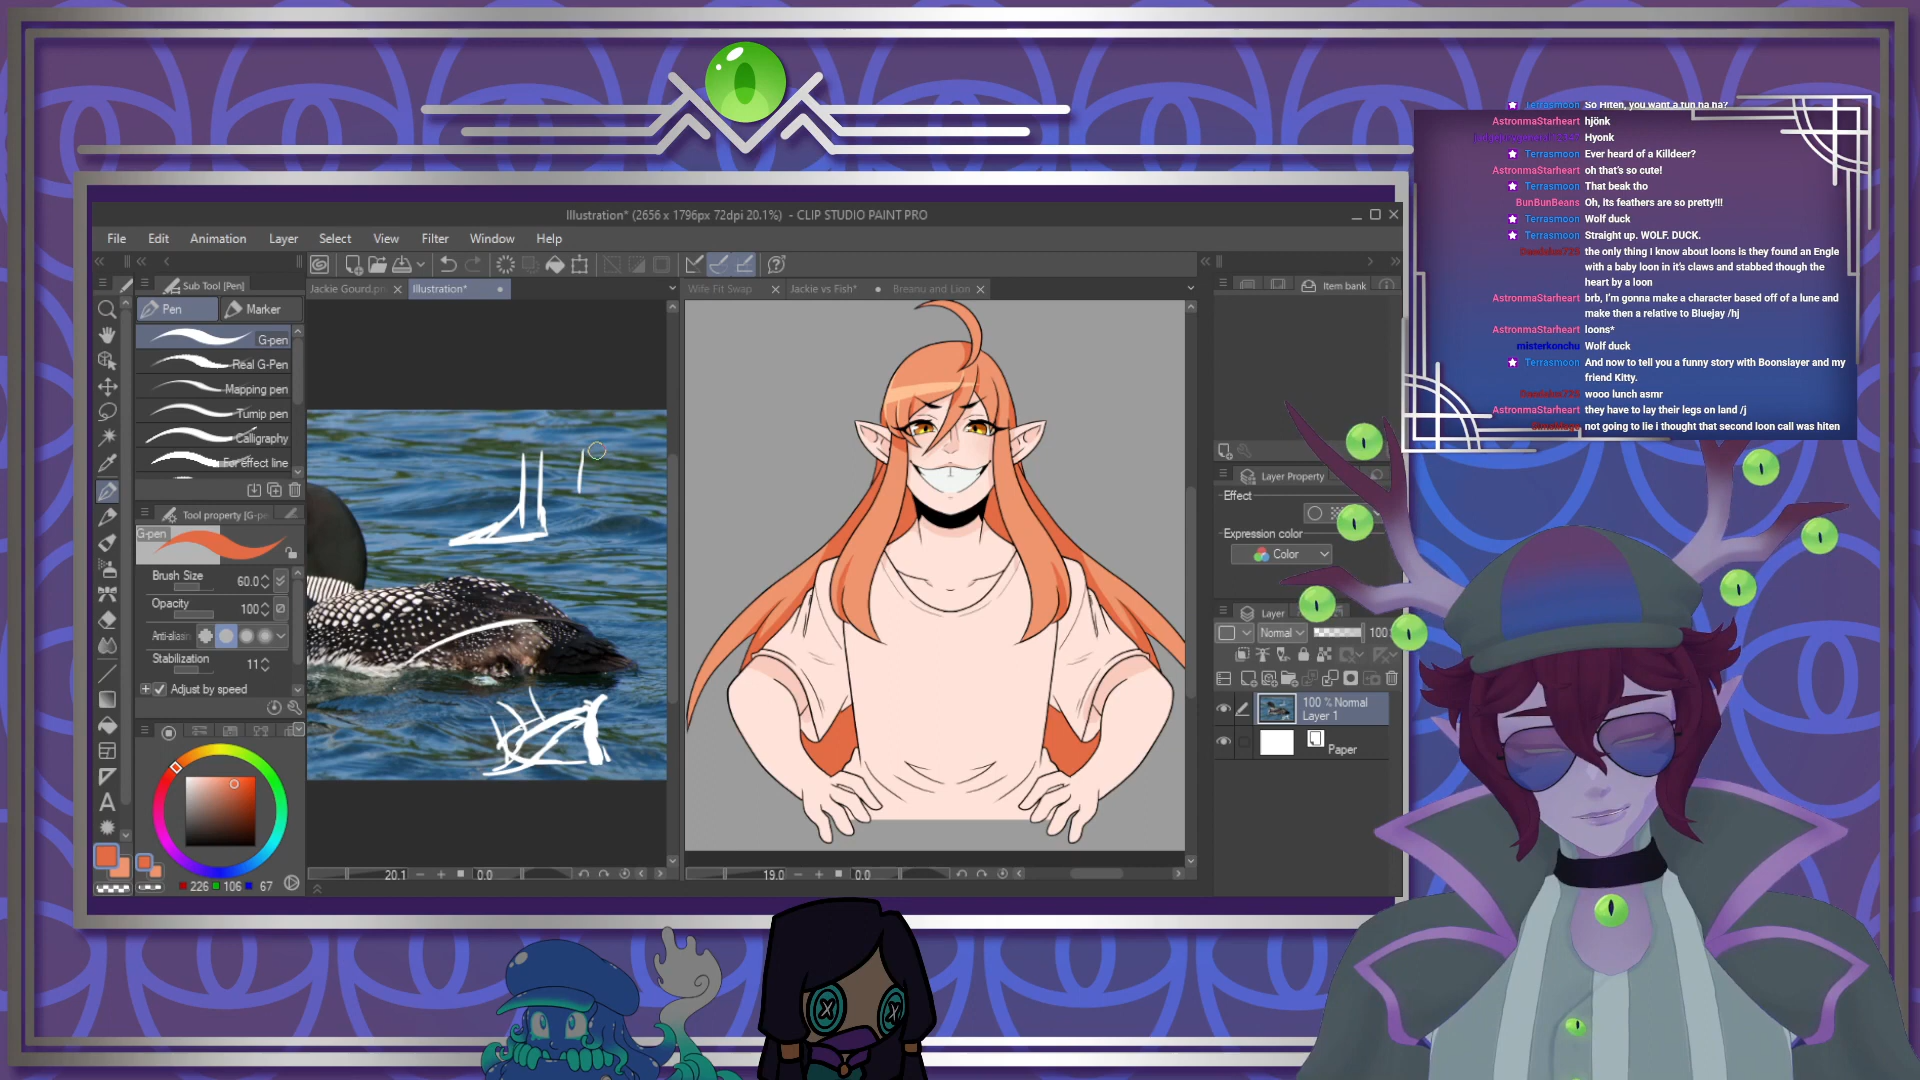 Illustration* (2656 x 1796px 72dpi 20.1%) - CLIP STUDIO PAINT PRO
File Edit Animation Layer Select View Filter Window Help
Sub Tool [Pen]
Pen Marker
G-pen
Real G-Pen
Mapping pen
Turnip pen
Calligraphy
For effect line
Tool property [G-pe
G-pen
Brush Size 60.0
Opacity 100
Anti-aliasin
Stabilization 11
Adjust by speed
226 106 67
Jackie Gourd.pn Illustration*
20.1 0.0
Wife Fit Swap Jackie vs Fish* Breanu and Lion
19.0 0.0
Item bank
Layer Property
Effect
Expression color
Color
Layer
Normal 100
100 % Normal
Layer 1
Paper
Terrasmoon So Hiten, you want a fun ha ha?
AstronmaStarheart hjönk
Hyonk
Terrasmoon Ever heard of a Killdeer?
AstronmaStarheart oh that's so cute!
Terrasmoon That beak tho
BunBunBeans Oh, Its feathers are so pretty!!!
Terrasmoon Wolf duck
Terrasmoon Straight up. WOLF. DUCK.
the only thing I know about loons is they found an Engle
with a baby loon in it's claws and stabbed though the
heart by a loon
AstronmaStarheart brb, I'm gonna make a character based off of a lune and
make then a relative to Bluejay /hj
AstronmaStarheart loons*
misterkonchu Wolf duck
Terrasmoon And now to tell you a funny story with Boonslayer and my
friend Kitty.
wooo lunch asmr
AstronmaStarheart they have to lay their legs on land /j
not going to lie i thought that second loon call was hiten